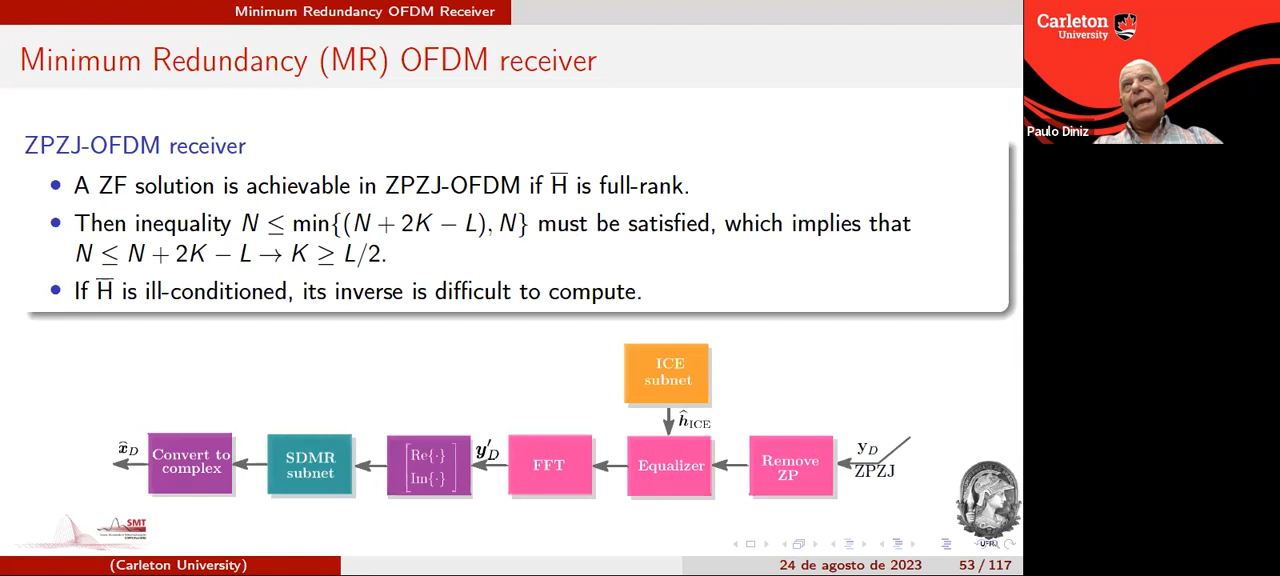 Minimum Redundancy OFDM Receiver
Minimum Redundancy (MR) OFDM receiver
ZPZJ-OFDM receiver
• A ZF solution is achievable in ZPZJ-OFDM if H̅ is full-rank.
• Then inequality N ≤ min{(N + 2K − L), N} must be satisfied, which implies that
N ≤ N + 2K − L → K ≥ L/2.
• If H̅ is ill-conditioned, its inverse is difficult to compute.
ICE
subnet
ĥ_ICE
x̂_D
Convert to
complex
SDMR
subnet
Re{·}
Im{·}
y′_D
FFT
Equalizer
Remove
ZP
y_D
ZPZJ
SMT
UFRJ
(Carleton University)
24 de agosto de 2023
53 / 117
Carleton
University
Paulo Diniz